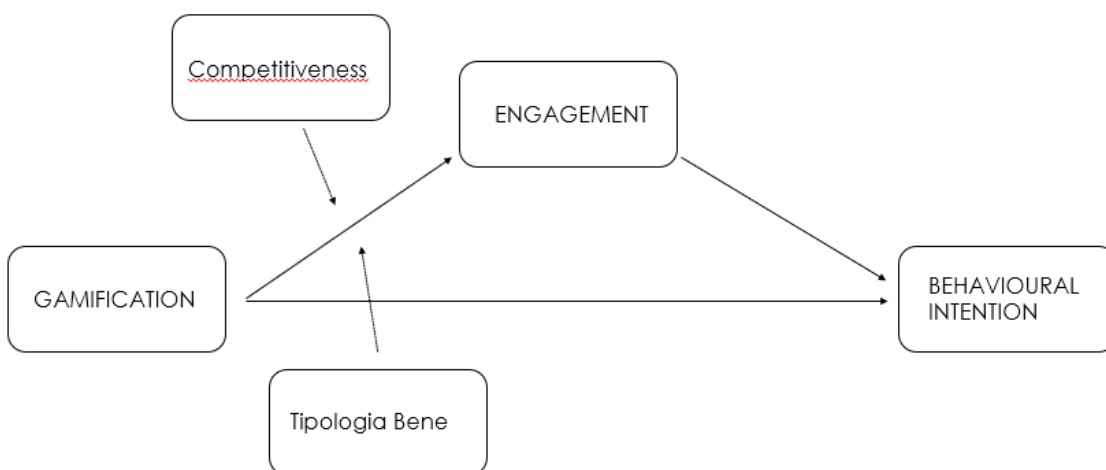 Competitiveness
ENGAGEMENT
GAMIFICATION
BEHAVIOURAL
INTENTION
Tipologia Bene